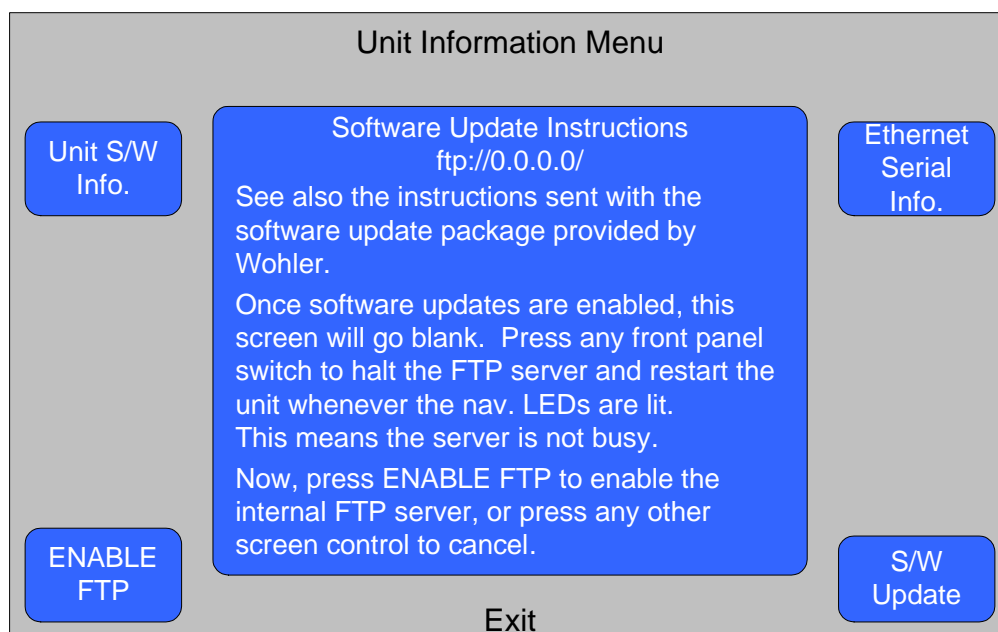 Unit Information Menu
Unit S/W
Info.
Software Update Instructions
ftp://0.0.0.0/
See also the instructions sent with the
software update package provided by
Wohler.
Once software updates are enabled, this
screen will go blank.  Press any front panel
switch to halt the FTP server and restart the
unit whenever the nav. LEDs are lit.
This means the server is not busy.
Now, press ENABLE FTP to enable the
internal FTP server, or press any other
screen control to cancel.
Ethernet
Serial
Info.
ENABLE
FTP
S/W
Update
Exit